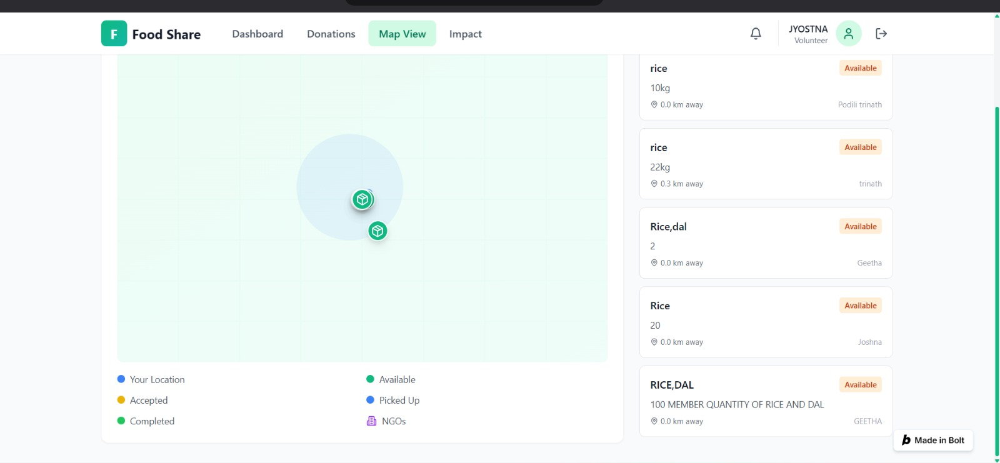 F Food Share
Dashboard
Donations
Map View
Impact
JYOSTNA
Volunteer
rice
Available
10kg
0.0 km away
Podili trinath
rice
Available
22kg
0.3 km away
trinath
Rice,dal
Available
2
0.0 km away
Geetha
Rice
Available
20
0.0 km away
Joshna
RICE,DAL
Available
100 MEMBER QUANTITY OF RICE AND DAL
0.0 km away
GEETHA
Your Location
Available
Accepted
Picked Up
Completed
NGOs
b Made in Bolt